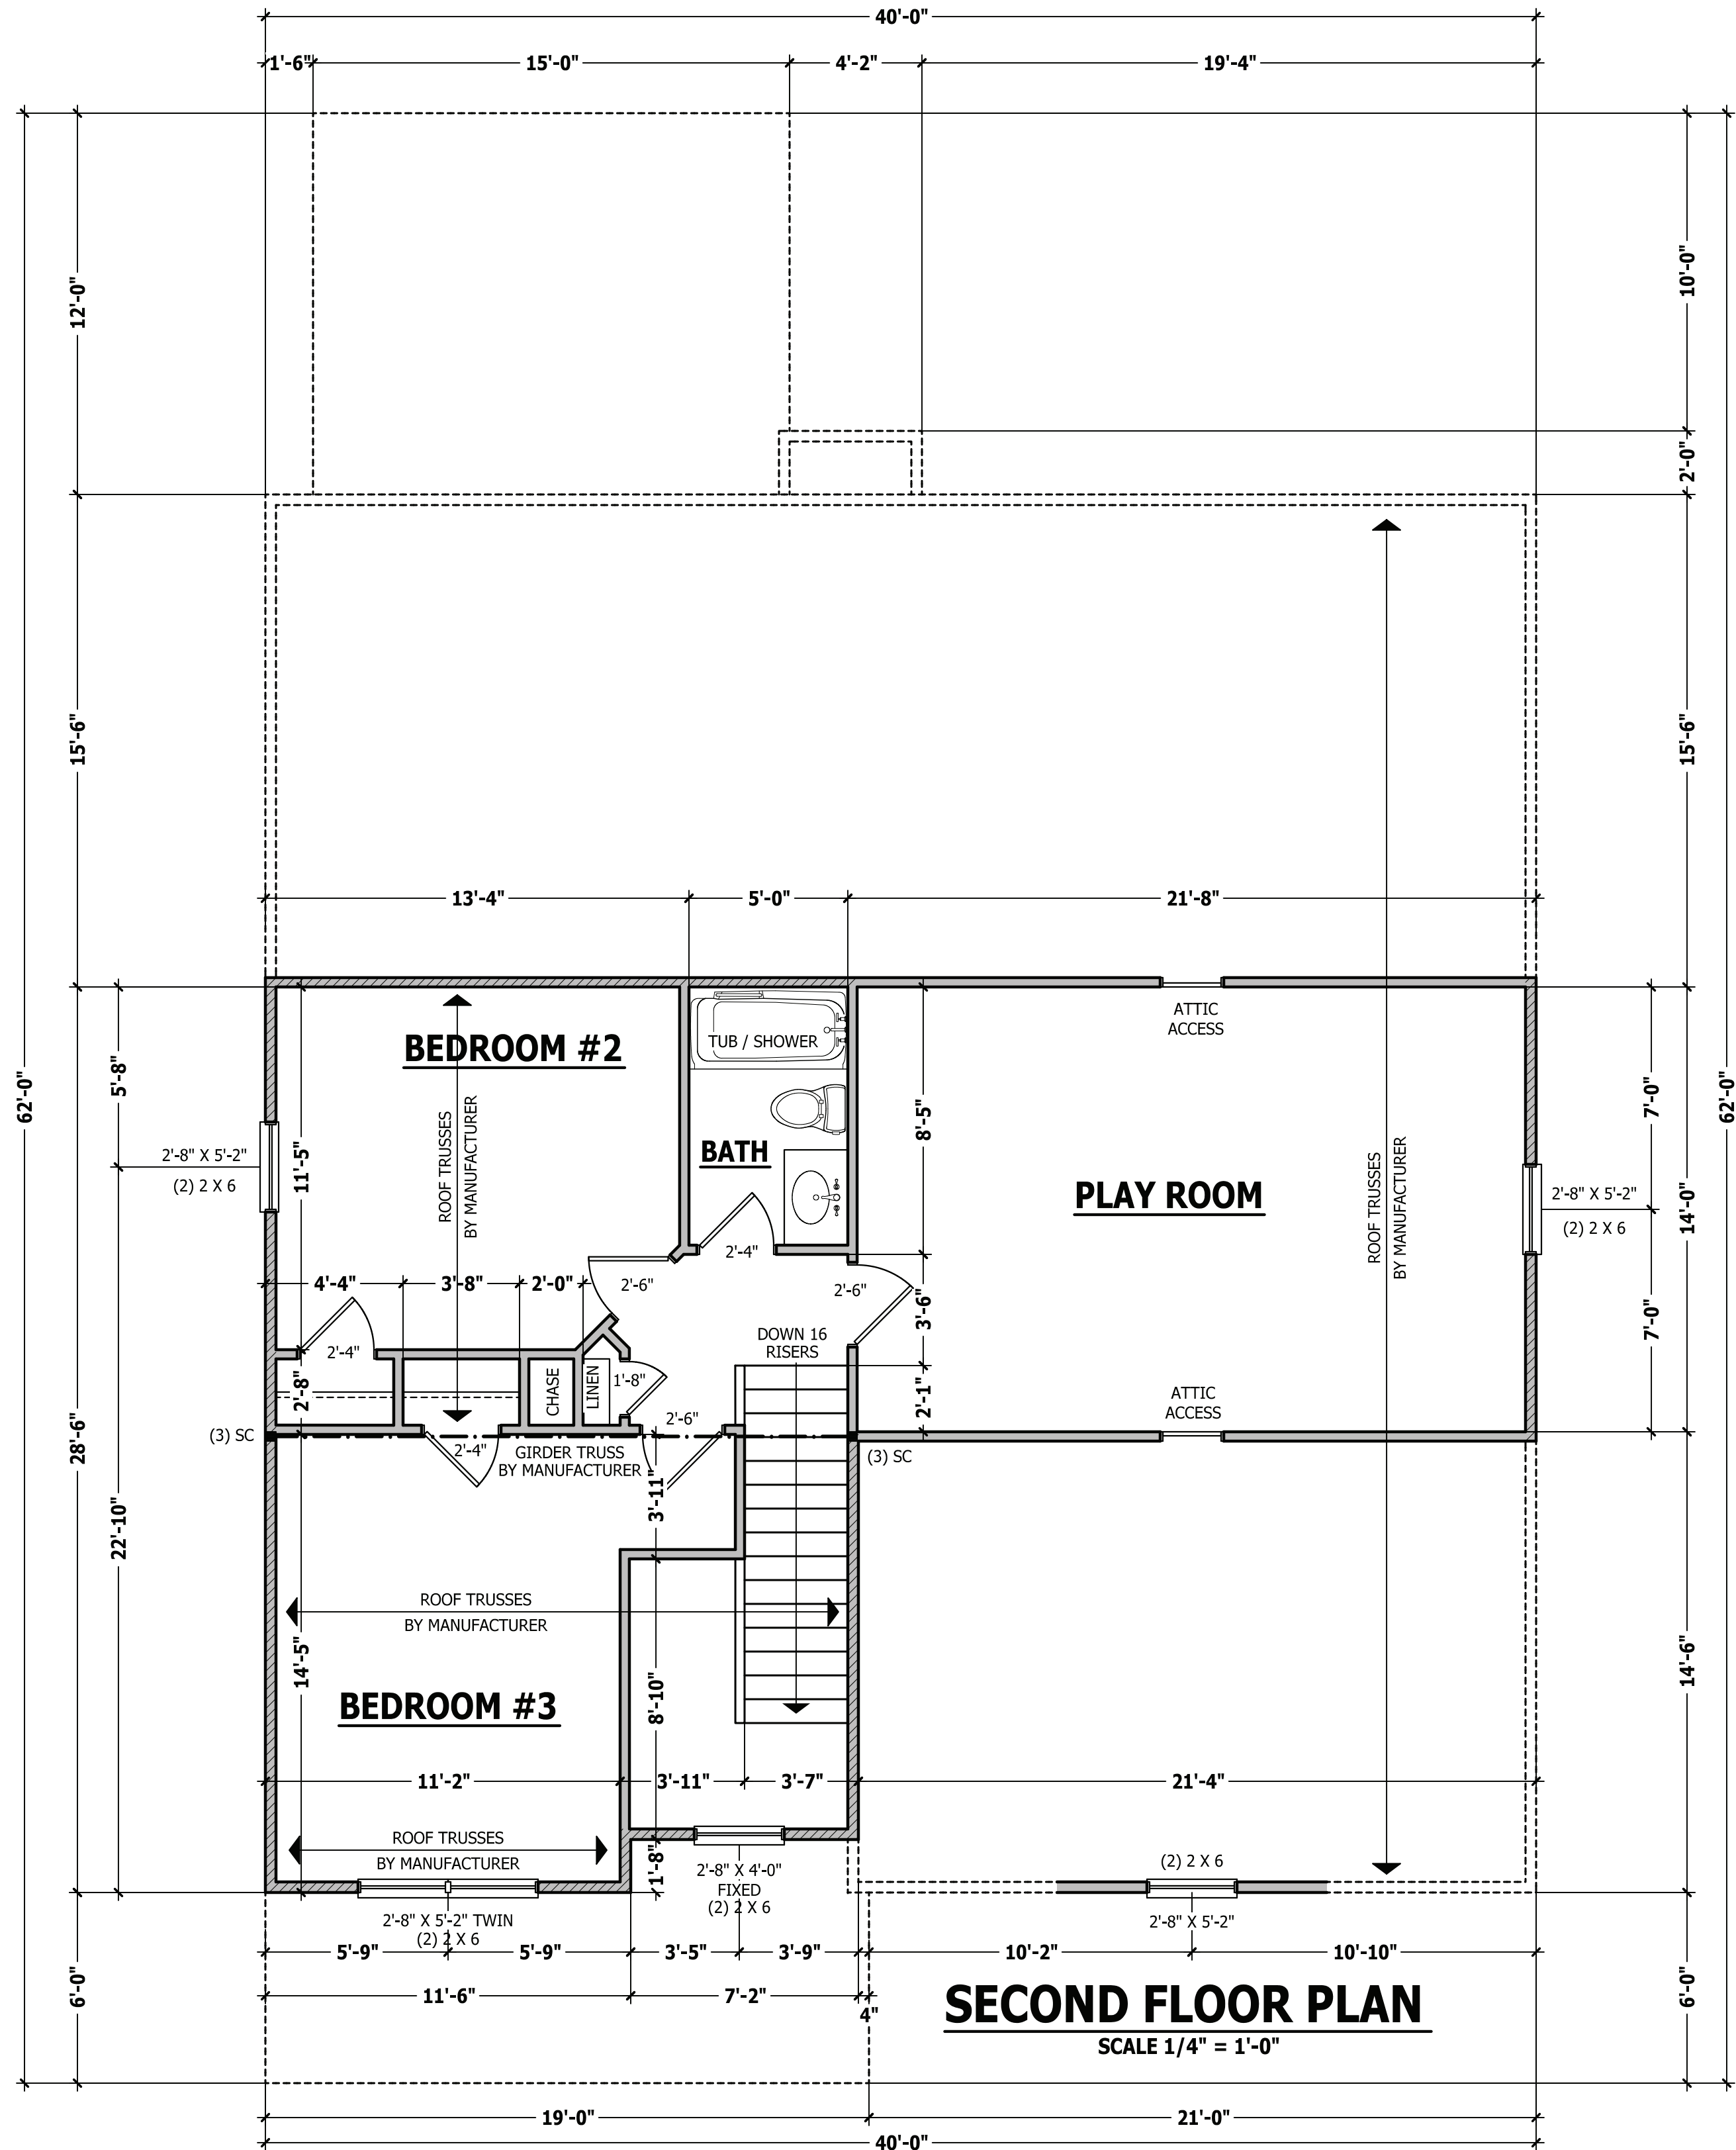 40'-0"
1'-6"
15'-0"
4'-2"
19'-4"
12'-0"
10'-0"
2'-0"
15'-6"
15'-6"
13'-4"
5'-0"
21'-8"
62'-0"
62'-0"
5'-8"
BEDROOM #2
TUB / SHOWER
ATTIC
ACCESS
7'-0"
8'-5"
2'-8" X 5'-2"
(2) 2 X 6
11'-5"
ROOF TRUSSES
BY MANUFACTURER
BATH
PLAY ROOM
ROOF TRUSSES
BY MANUFACTURER
2'-8" X 5'-2"
(2) 2 X 6
14'-0"
2'-4"
4'-4"
3'-8"
2'-0"
2'-6"
2'-6"
3'-6"
7'-0"
2'-4"
DOWN 16
RISERS
2'-8"
CHASE
LINEN
1'-8"
2'-1"
ATTIC
ACCESS
2'-6"
28'-6"
(3) SC
2'-4"
GIRDER TRUSS
BY MANUFACTURER
(3) SC
22'-10"
3'-11"
ROOF TRUSSES
BY MANUFACTURER
14'-5"
14'-6"
8'-10"
BEDROOM #3
11'-2"
3'-11"
3'-7"
21'-4"
ROOF TRUSSES
BY MANUFACTURER
1'-8"
2'-8" X 4'-0"
FIXED
(2) 2 X 6
(2) 2 X 6
2'-8" X 5'-2" TWIN
(2) 2 X 6
2'-8" X 5'-2"
5'-9"
5'-9"
3'-5"
3'-9"
10'-2"
10'-10"
6'-0"
6'-0"
11'-6"
7'-2"
4"
SECOND FLOOR PLAN
SCALE 1/4" = 1'-0"
19'-0"
21'-0"
40'-0"